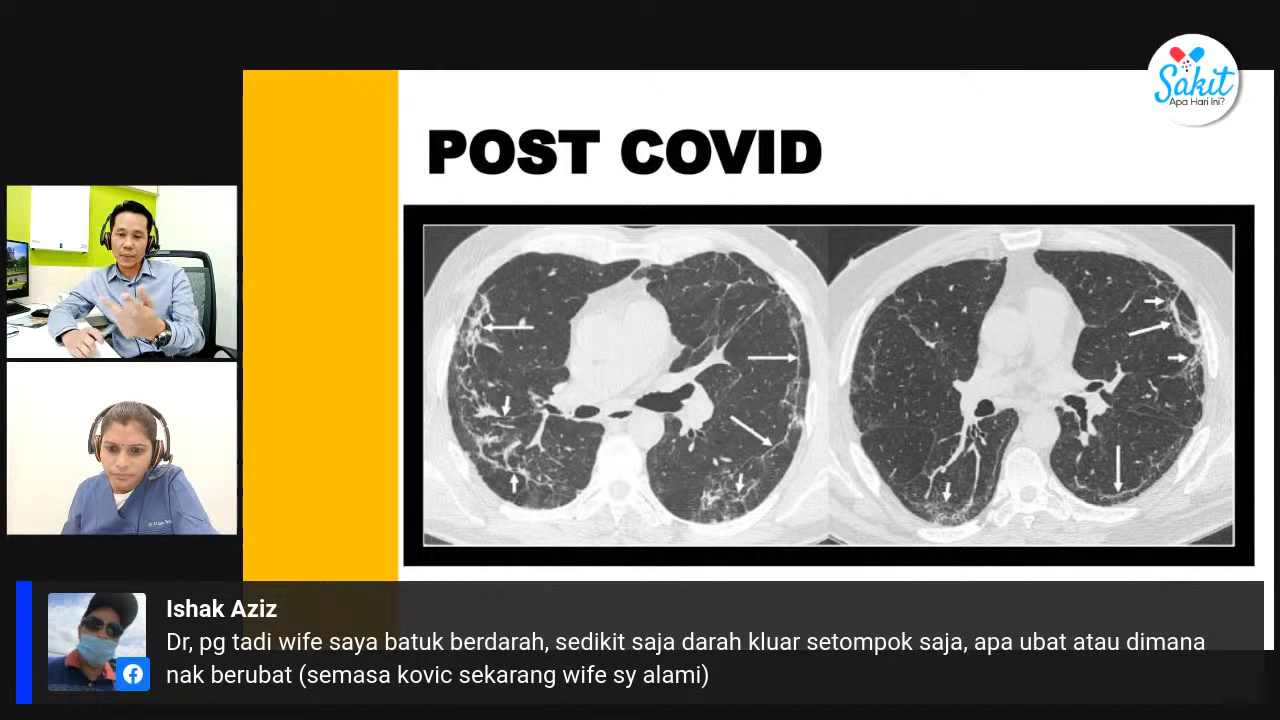 Sakit
Apa Hari Ini?
POST COVID
Ishak Aziz
Dr, pg tadi wife saya batuk berdarah, sedikit saja darah kluar setompok saja, apa ubat atau dimana
nak berubat (semasa kovic sekarang wife sy alami)